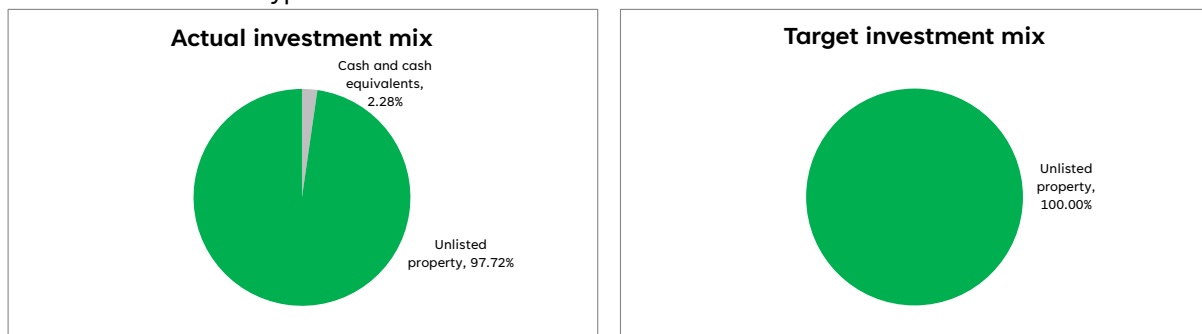 Actual investment mix
Cash and cash
equivalents,
2.28%
Unlisted
property, 97.72%
Target investment mix
Unlisted
property,
100.00%